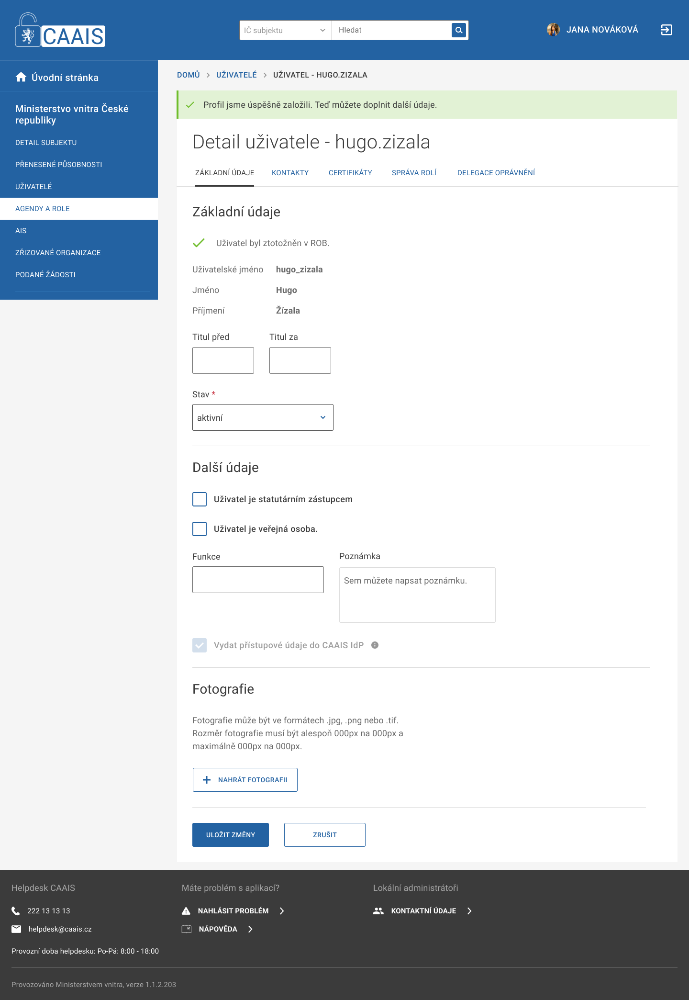 CAAIS
IČ subjektu
Hledat
JANA NOVÁKOVÁ
Úvodní stránka
Ministerstvo vnitra České
republiky
DETAIL SUBJEKTU
PŘENESENÉ PŮSOBNOSTI
UŽIVATELÉ
AGENDY A ROLE
AIS
ZŘIZOVANÉ ORGANIZACE
PODANÉ ŽÁDOSTI
DOMŮ > UŽIVATELÉ > UŽIVATEL - HUGO.ZIZALA
Profil jsme úspěšně založili. Teď můžete doplnit další údaje.
Detail uživatele - hugo.zizala
ZÁKLADNÍ ÚDAJE KONTAKTY CERTIFIKÁTY SPRÁVA ROLÍ DELEGACE OPRÁVNĚNÍ
Základní údaje
Uživatel byl ztotožněn v ROB.
Uživatelské jméno hugo_zizala
Jméno Hugo
Příjmení Žízala
Titul před Titul za
Stav *
aktivní
Další údaje
Uživatel je statutárním zástupcem
Uživatel je veřejná osoba.
Funkce Poznámka
Sem můžete napsat poznámku.
Vydat přístupové údaje do CAAIS IdP
Fotografie
Fotografie může být ve formátech .jpg, .png nebo .tif.
Rozměr fotografie musí být alespoň 000px na 000px a
maximálně 000px na 000px.
NAHRÁT FOTOGRAFII
ULOŽIT ZMĚNY ZRUŠIT
Helpdesk CAAIS
222 13 13 13
helpdesk@caais.cz
Provozní doba helpdesku: Po-Pá: 8:00 - 18:00
Máte problém s aplikací?
NAHLÁSIT PROBLÉM
NÁPOVĚDA
Lokální administrátoři
KONTAKTNÍ ÚDAJE
Provozováno Ministerstvem vnitra, verze 1.1.2.203